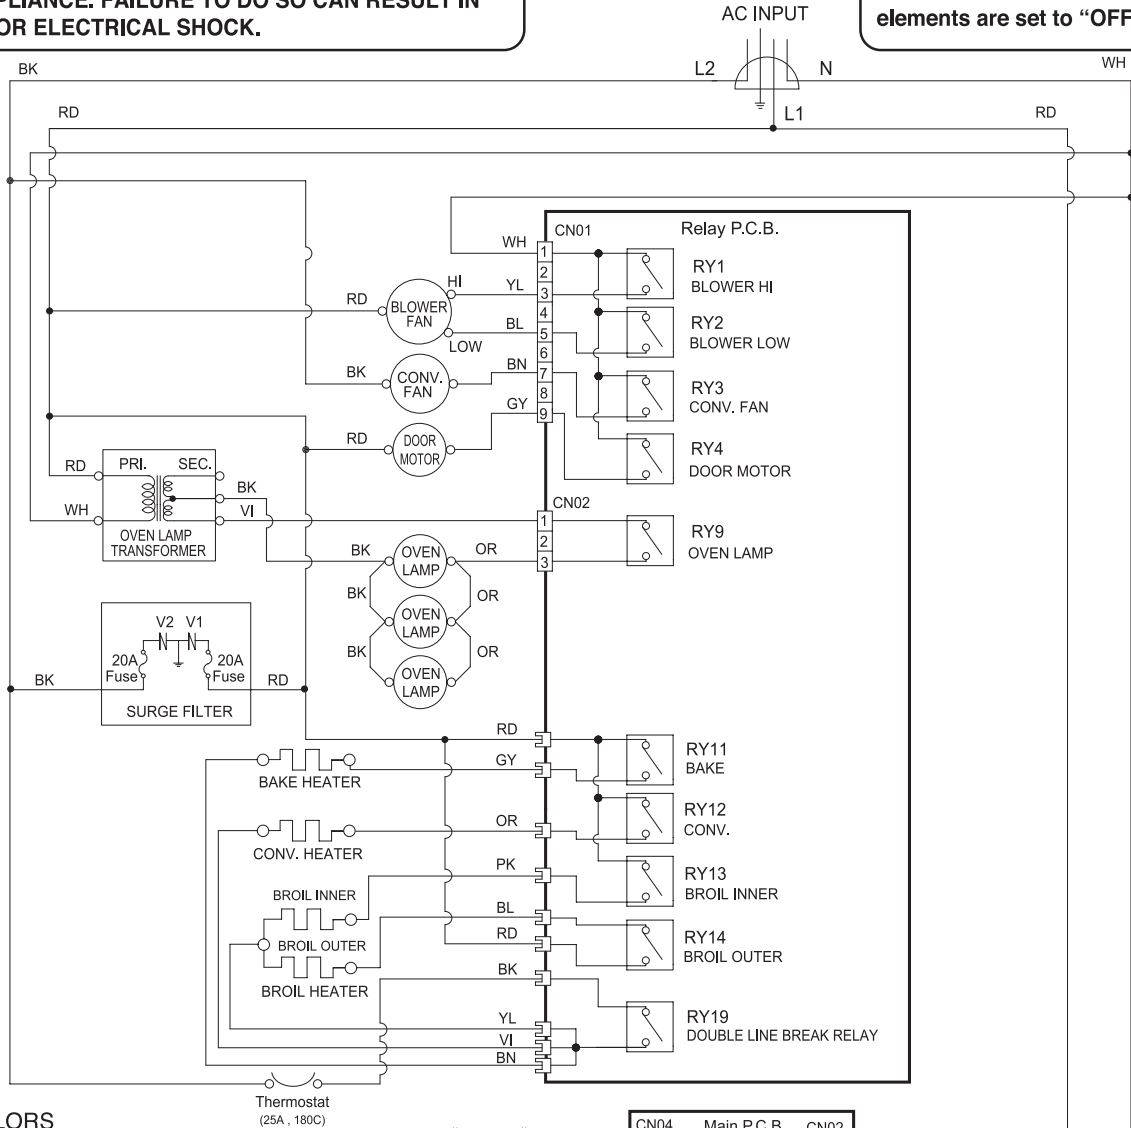 PLIANCE. FAILURE TO DO SO CAN RESULT IN
OR ELECTRICAL SHOCK.
AC INPUT
elements are set to “OFF
BK
L2
N
WH
RD
L1
RD
CN01
Relay P.C.B.
WH
1
2
3
4
5
6
7
8
9
RY1
BLOWER HI
HI
YL
RD
BLOWER
FAN
BL
LOW
RY2
BLOWER LOW
BK
CONV.
FAN
BN
RY3
CONV. FAN
GY
RD
DOOR
MOTOR
RY4
DOOR MOTOR
RD
PRI.
SEC.
BK
WH
VI
OVEN LAMP
TRANSFORMER
CN02
1
2
3
RY9
OVEN LAMP
BK
OVEN
LAMP
OR
BK
OR
OVEN
LAMP
BK
OR
OVEN
LAMP
V2
V1
20A
Fuse
20A
Fuse
BK
RD
SURGE FILTER
RD
GY
BAKE HEATER
RY11
BAKE
OR
CONV. HEATER
RY12
CONV.
PK
BROIL INNER
RY13
BROIL INNER
BL
BROIL OUTER
RD
RY14
BROIL OUTER
BK
BROIL HEATER
YL
VI
BN
RY19
DOUBLE LINE BREAK RELAY
Thermostat
(25A , 180C)
LORS
CN04
Main P.C.B.
CN02